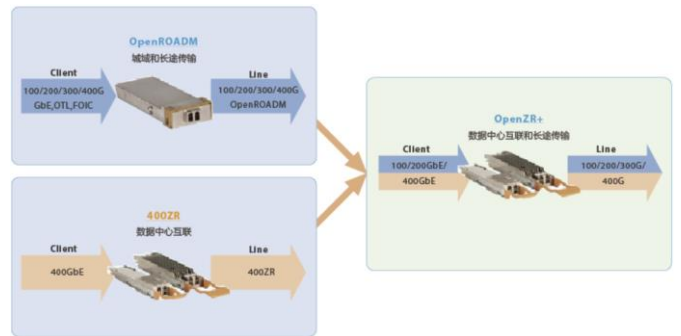 OpenROADM
城域和长途传输
Client
Line
100/200/300/400G
GbE,OTL,FOIC
100/200/300/400G
OpenROADM
400ZR
数据中心互联
Client
Line
400GbE
400ZR
OpenZR+
数据中心互联和长途传输
Client
Line
100/200GbE/
400GbE
100/200/300G/
400G